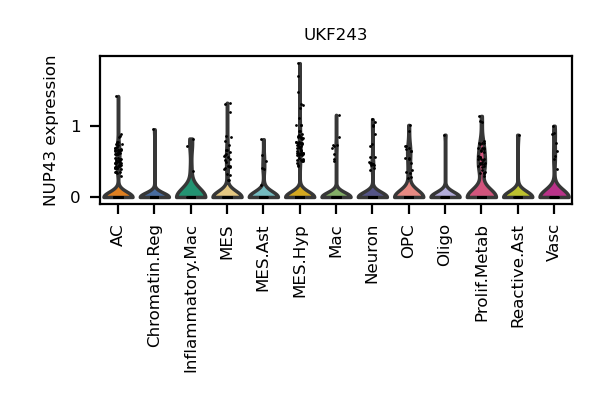 UKF243
NUP43 expression
1
0
AC
Chromatin.Reg
Inflammatory.Mac
MES
MES.Ast
MES.Hyp
Mac
Neuron
OPC
Oligo
Prolif.Metab
Reactive.Ast
Vasc